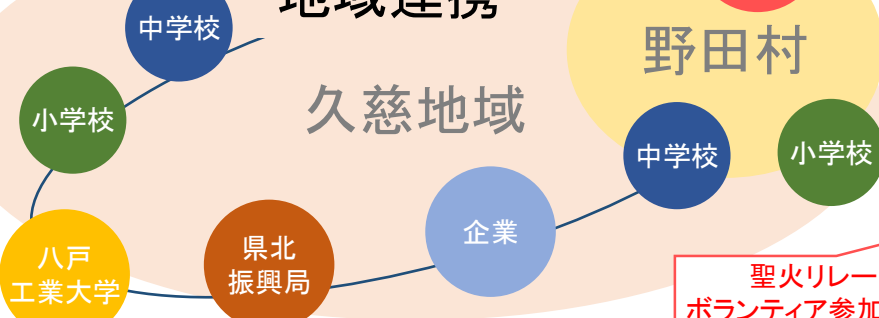 地域連携
中学校
野田村
久慈地域
小学校
中学校
小学校
企業
県北
振興局
八戸
工業大学
聖火リレー
ボランティア参加